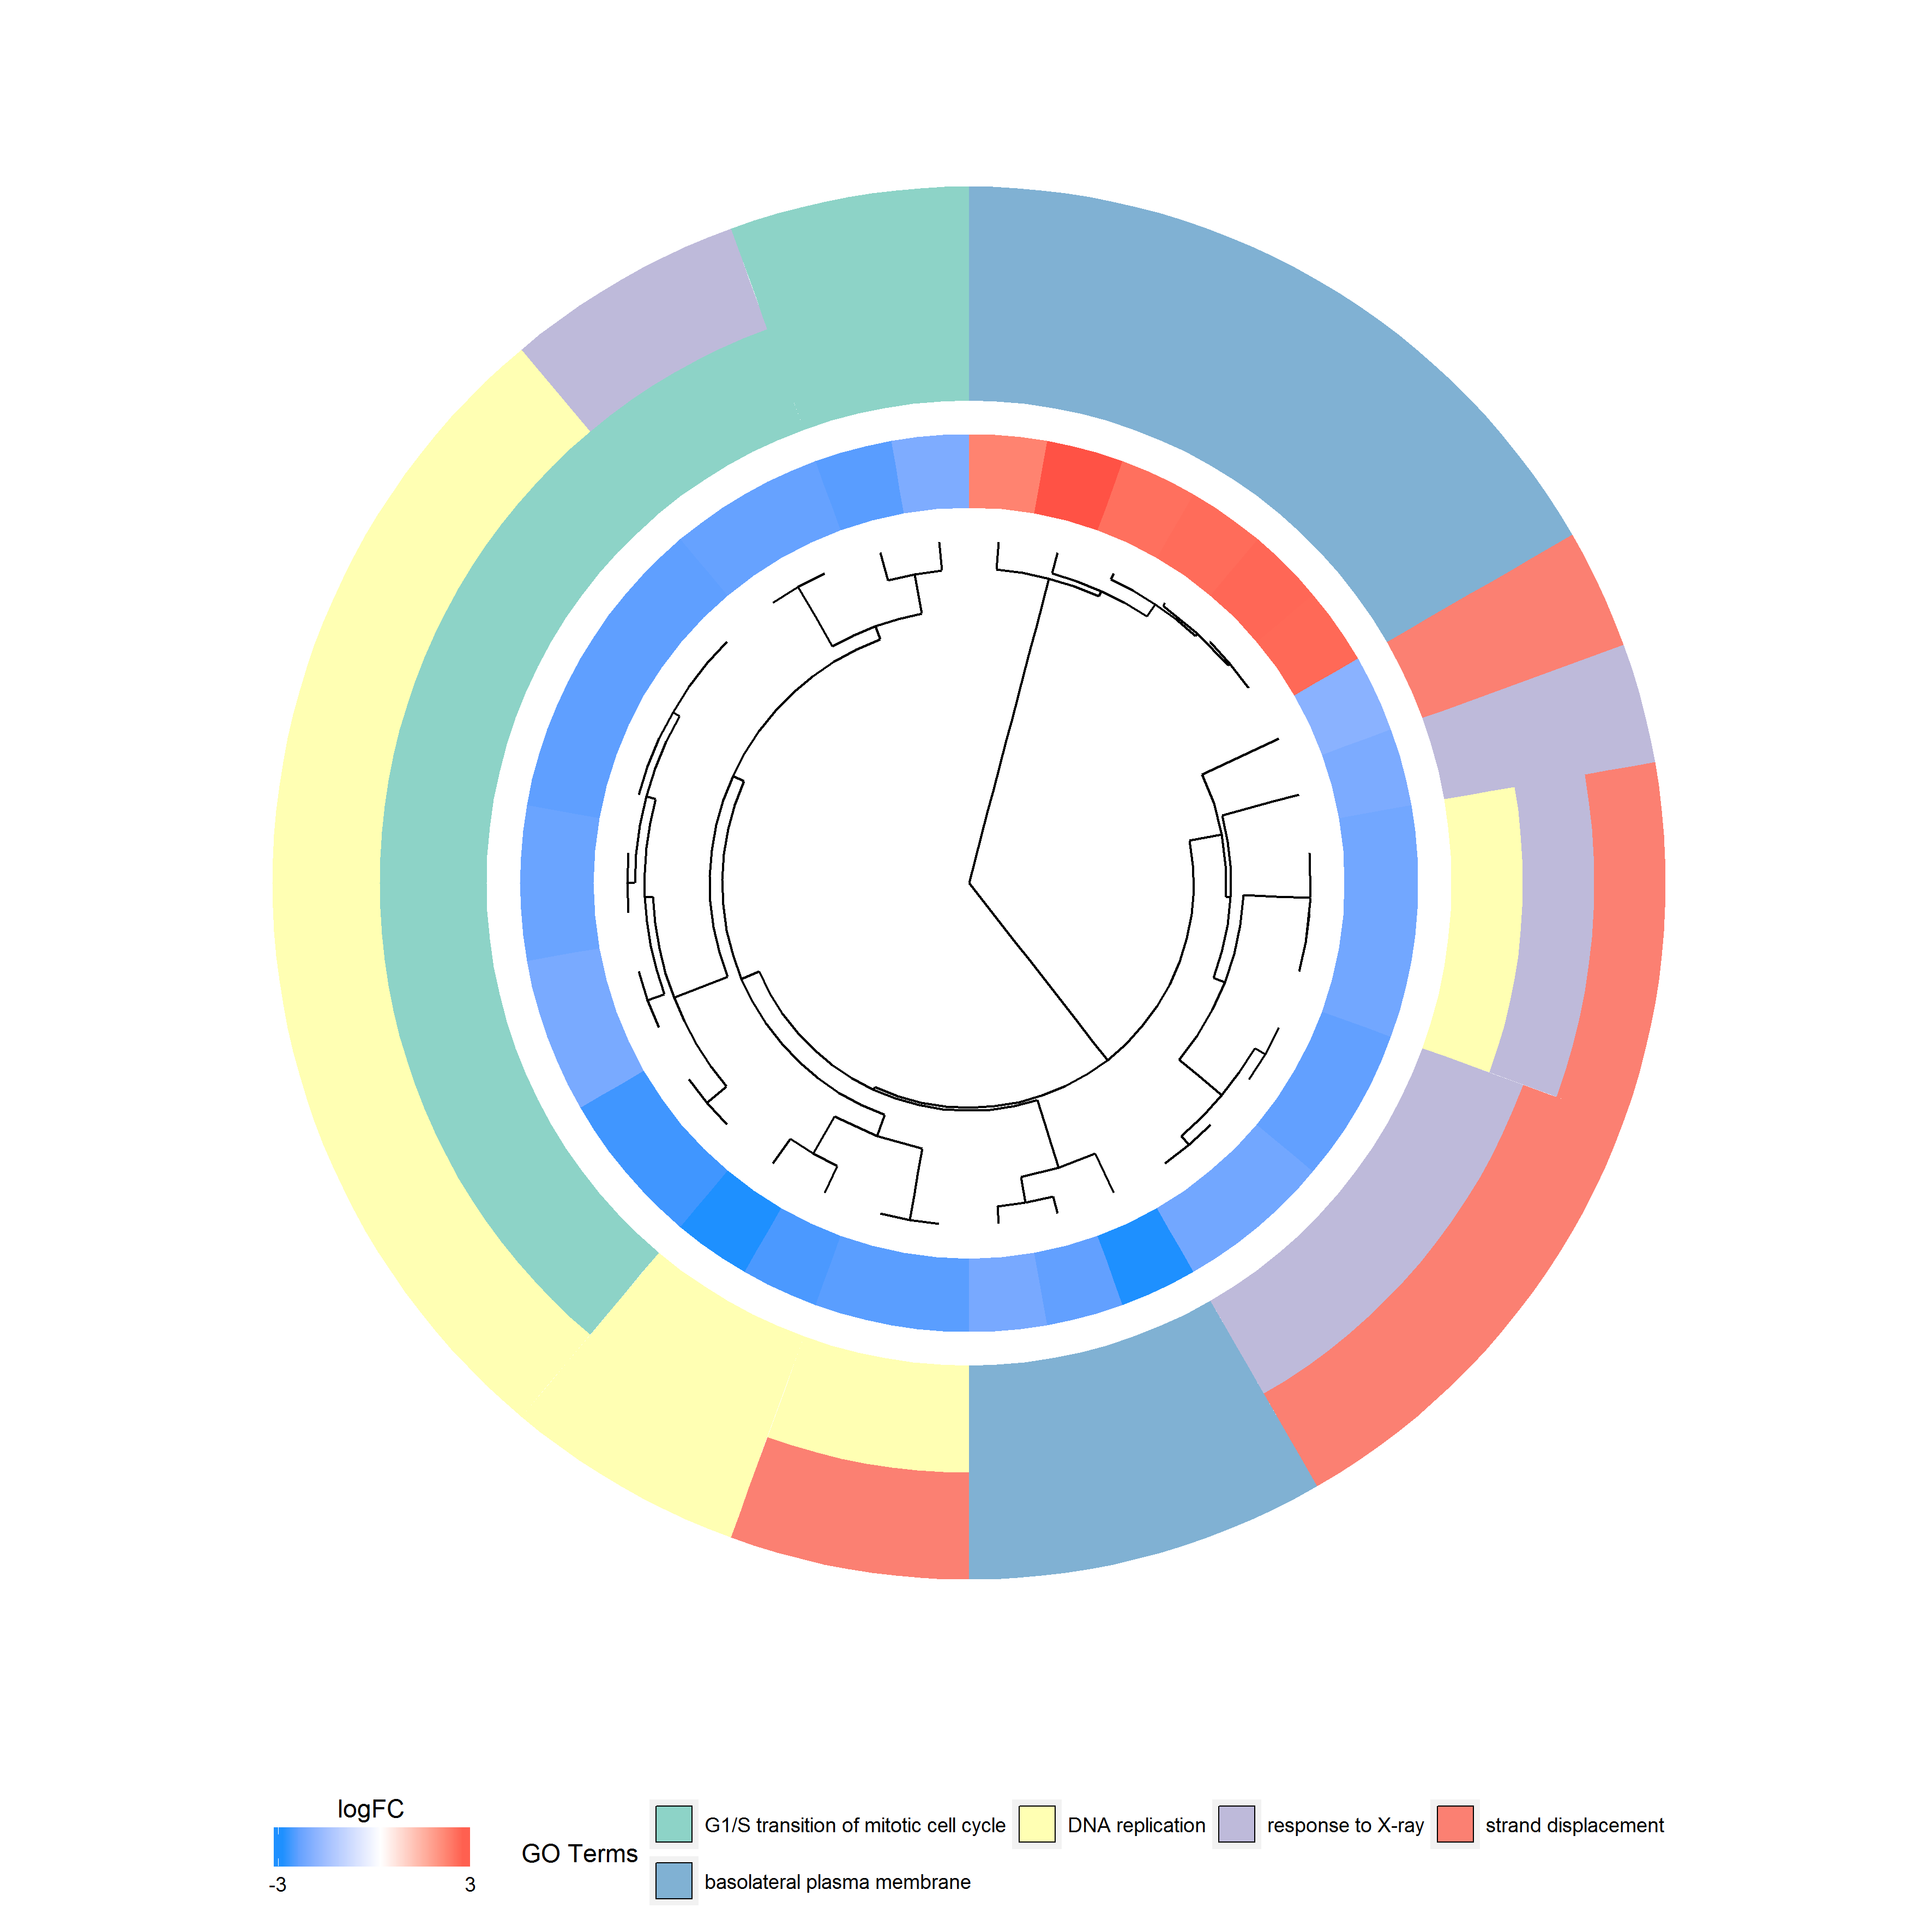 logFC
-3 3
GO Terms
G1/S transition of mitotic cell cycle DNA replication response to X-ray strand displacement
basolateral plasma membrane